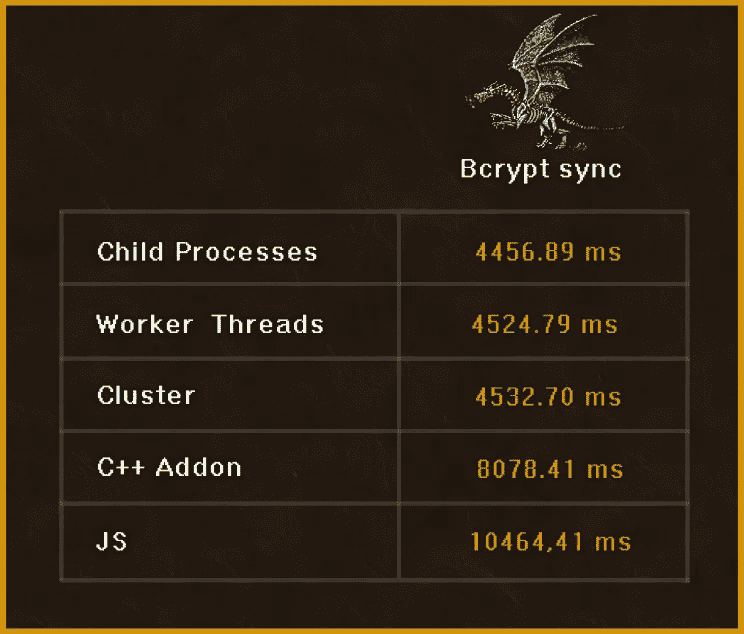 Bcrypt sync
Child Processes 4456.89 ms
Worker Threads 4524.79 ms
Cluster 4532.70 ms
C++ Addon 8078.41 ms
JS 10464,41 ms